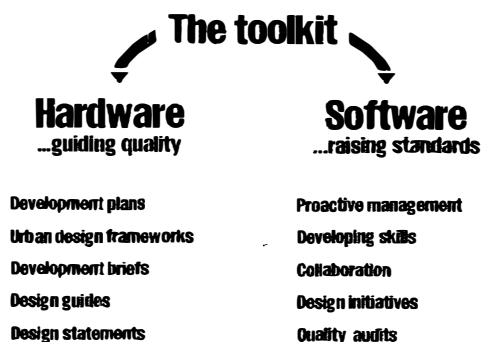 The toolkit
Hardware
...guiding quality
Development plans
Urban design frameworks
Development briefs
Design guides
Design statements
Software
...raising standards
Proactive management
Developing skills
Collaboration
Design initiatives
Quality audits